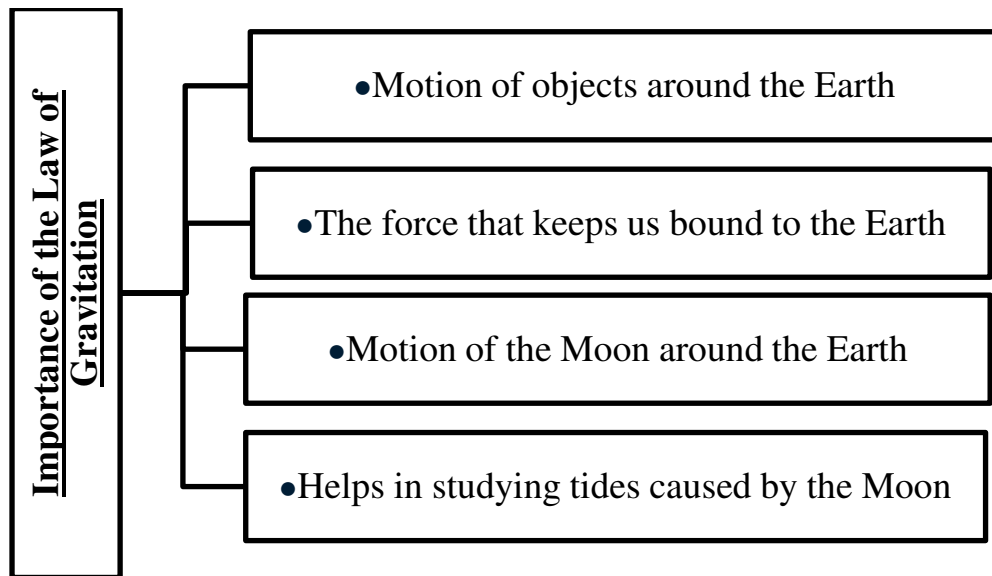 Importance of the Law of
Gravitation
•Motion of objects around the Earth
•The force that keeps us bound to the Earth
•Motion of the Moon around the Earth
•Helps in studying tides caused by the Moon